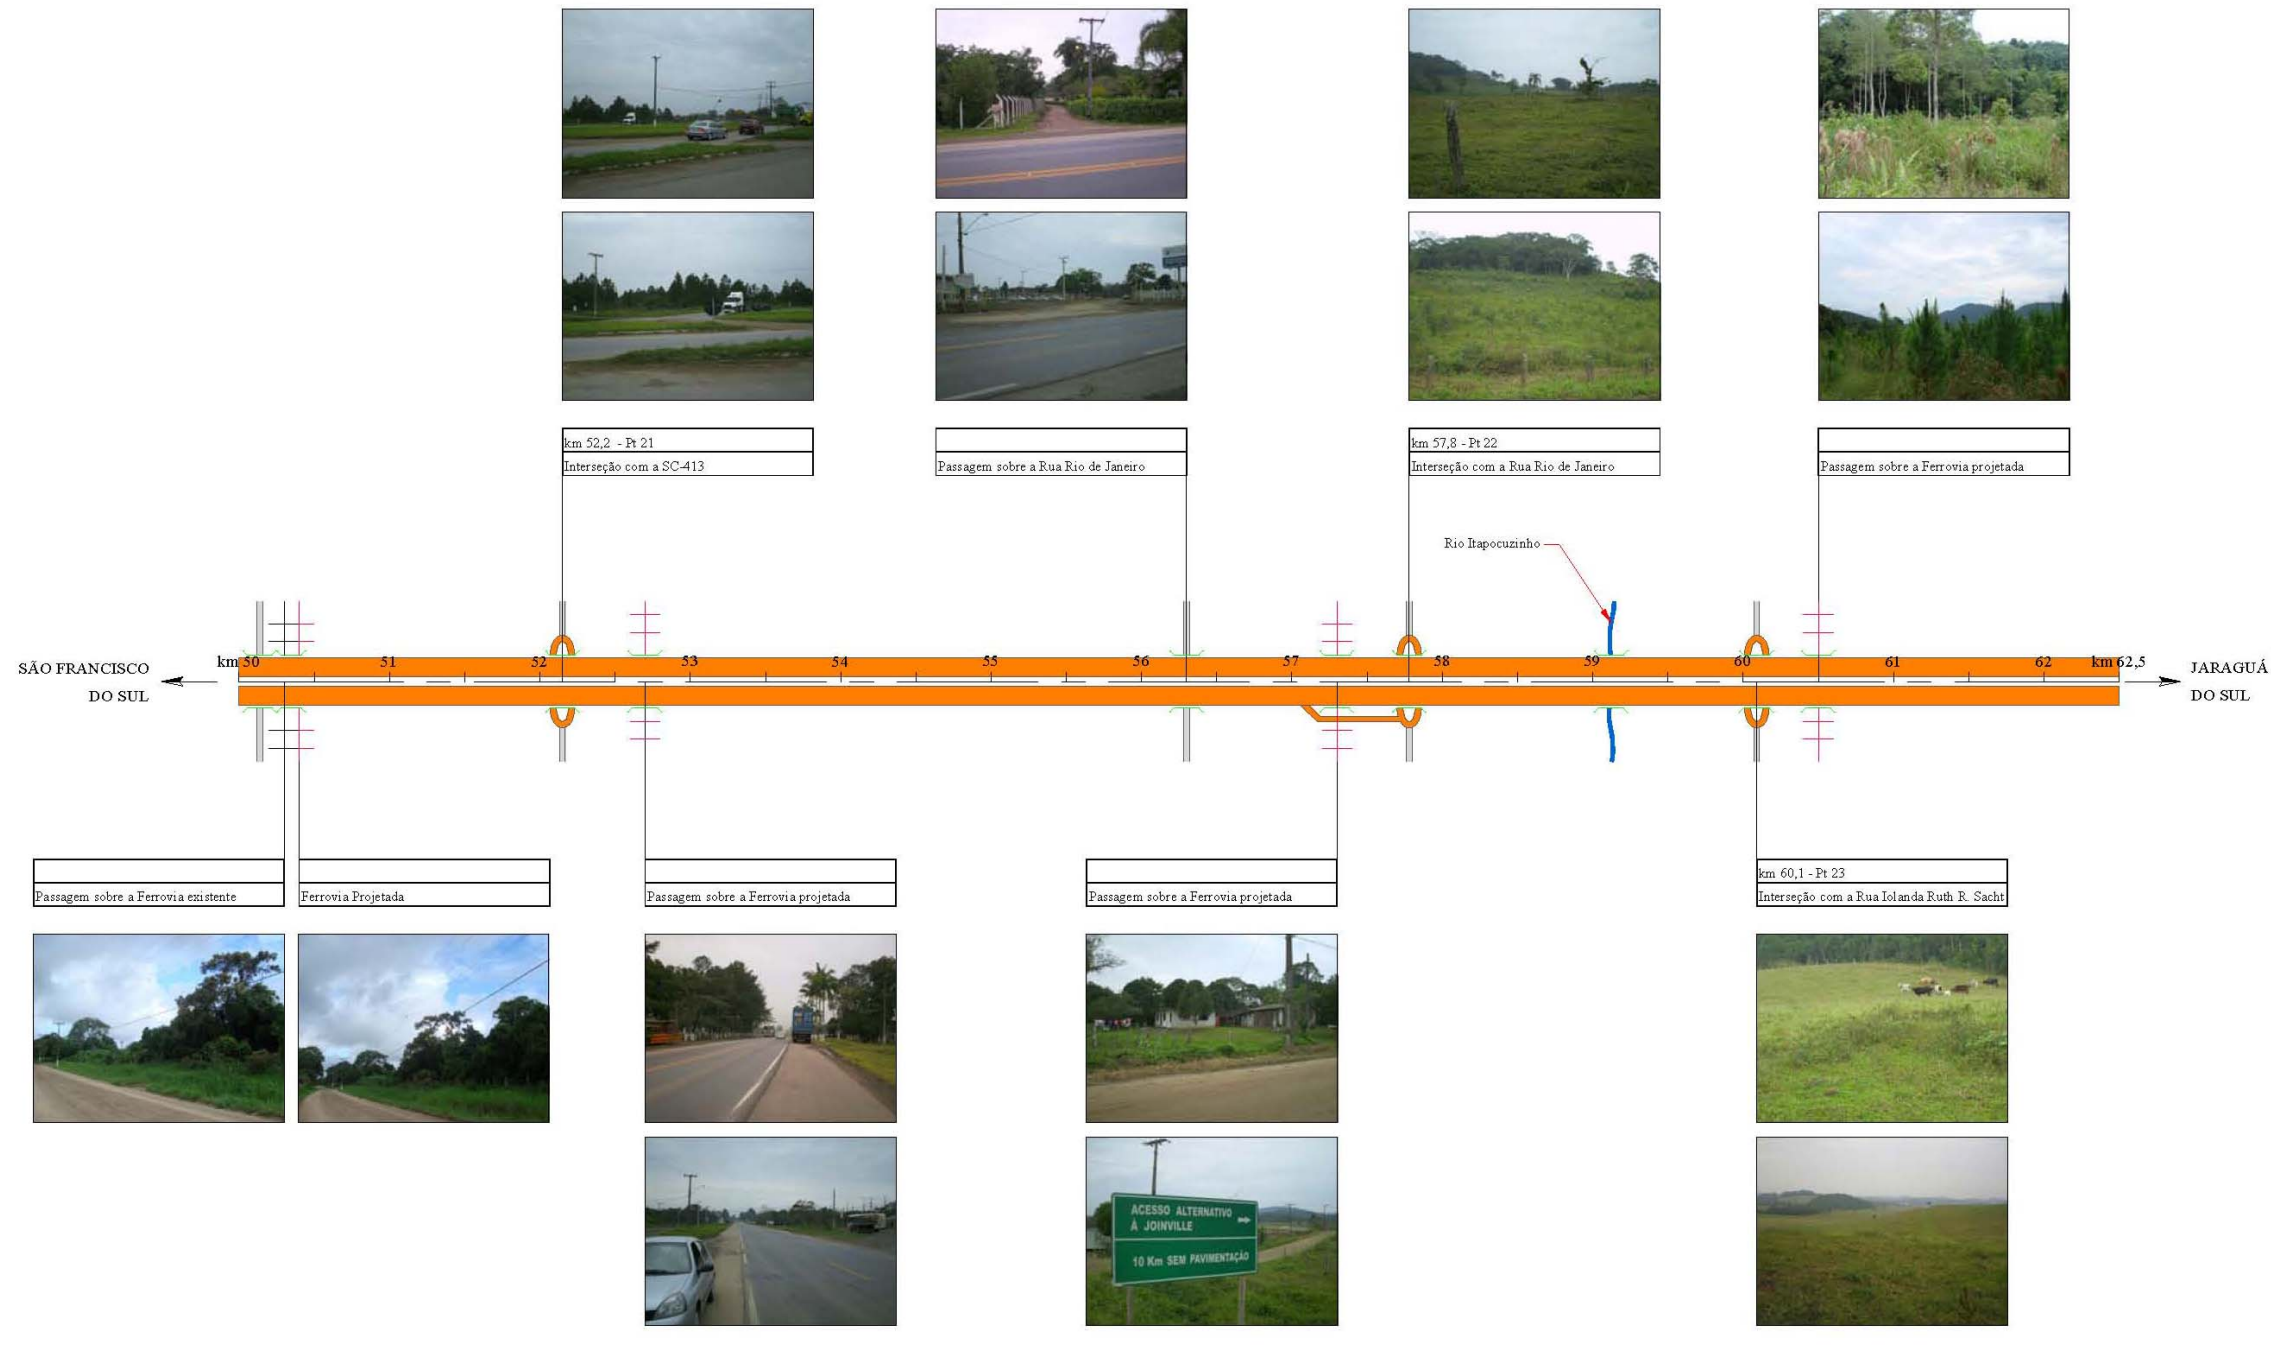 km 52,2 - Pt 21
Interseção com a SC-413
Passagem sobre a Rua Rio de Janeiro
km 57,8 - Pt 22
Interseção com a Rua Rio de Janeiro
Passagem sobre a Ferrovia projetada
Rio Itapocuzinho
SÃO FRANCISCO
DO SUL
km 50 51 52 53 54 55 56 57 58 59 60 61 62 km 62,5
JARAGUÁ
DO SUL
Passagem sobre a Ferrovia existente
Ferrovia Projetada
Passagem sobre a Ferrovia projetada
Passagem sobre a Ferrovia projetada
km 60,1 - Pt 23
Interseção com a Rua Iolanda Ruth R. Sacht
ACESSO ALTERNATIVO
À JOINVILLE
10 Km SEM PAVIMENTAÇÃO